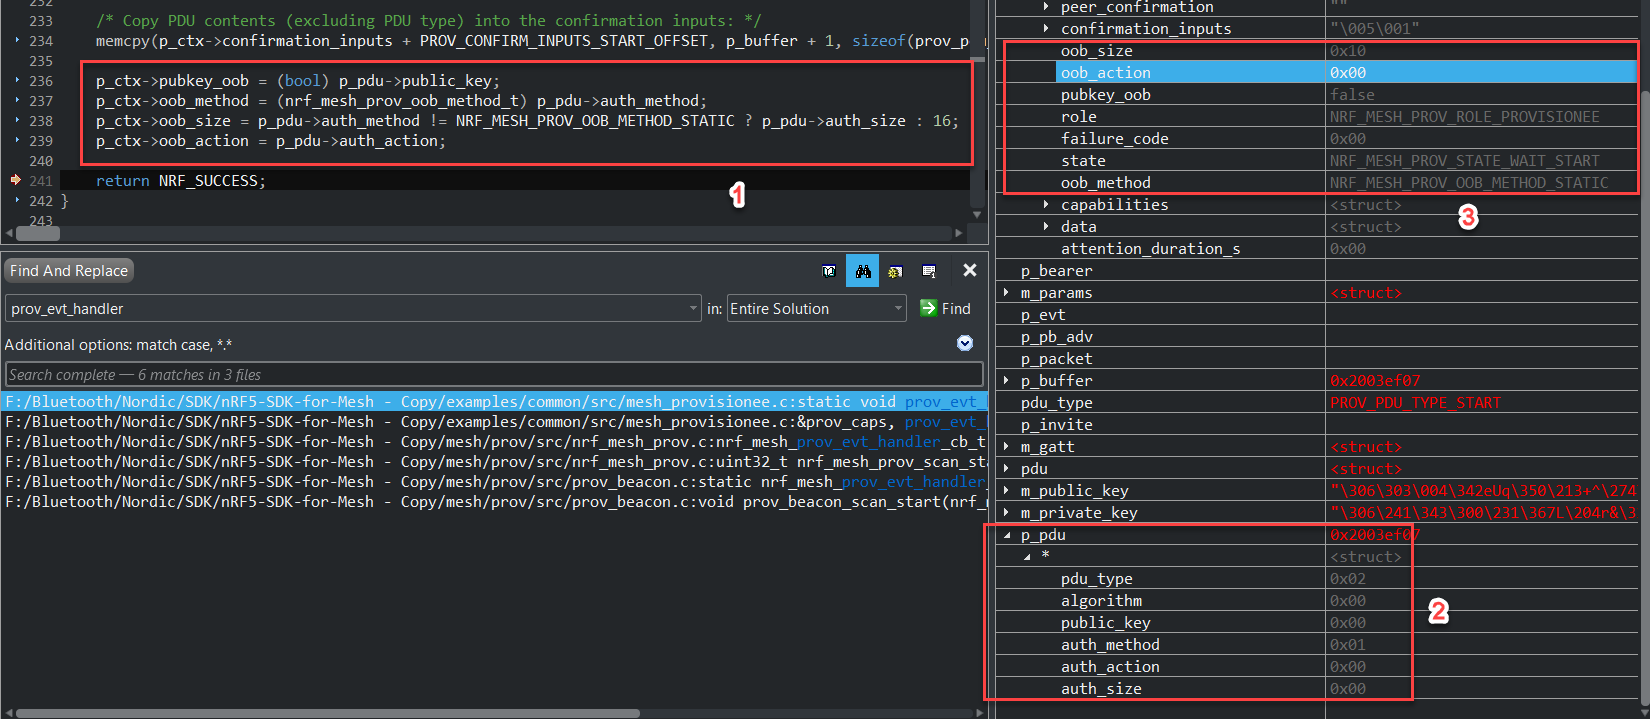 232
233 /* Copy PDU contents (excluding PDU type) into the confirmation inputs: */
234 memcpy(p_ctx->confirmation_inputs + PROV_CONFIRM_INPUTS_START_OFFSET, p_buffer + 1, sizeof(prov_p
235
236 p_ctx->pubkey_oob = (bool) p_pdu->public_key;
237 p_ctx->oob_method = (nrf_mesh_prov_oob_method_t) p_pdu->auth_method;
238 p_ctx->oob_size = p_pdu->auth_method != NRF_MESH_PROV_OOB_METHOD_STATIC ? p_pdu->auth_size : 16;
239 p_ctx->oob_action = p_pdu->auth_action;
240
241 return NRF_SUCCESS;
242 }
243
1
Find And Replace
prov_evt_handler in: Entire Solution Find
Additional options: match case, *.*
Search complete — 6 matches in 3 files
F:/Bluetooth/Nordic/SDK/nRF5-SDK-for-Mesh - Copy/examples/common/src/mesh_provisionee.c:static void prov_evt_
F:/Bluetooth/Nordic/SDK/nRF5-SDK-for-Mesh - Copy/examples/common/src/mesh_provisionee.c:&prov_caps, prov_evt_
F:/Bluetooth/Nordic/SDK/nRF5-SDK-for-Mesh - Copy/mesh/prov/src/nrf_mesh_prov.c:nrf_mesh_prov_evt_handler_cb_t
F:/Bluetooth/Nordic/SDK/nRF5-SDK-for-Mesh - Copy/mesh/prov/src/nrf_mesh_prov.c:uint32_t nrf_mesh_prov_scan_sta
F:/Bluetooth/Nordic/SDK/nRF5-SDK-for-Mesh - Copy/mesh/prov/src/prov_beacon.c:static nrf_mesh_prov_evt_handler
F:/Bluetooth/Nordic/SDK/nRF5-SDK-for-Mesh - Copy/mesh/prov/src/prov_beacon.c:void prov_beacon_scan_start(nrf_
peer_confirmation ""
confirmation_inputs "\005\001"
oob_size 0x10
oob_action 0x00
pubkey_oob false
role NRF_MESH_PROV_ROLE_PROVISIONEE
failure_code 0x00
state NRF_MESH_PROV_STATE_WAIT_START
oob_method NRF_MESH_PROV_OOB_METHOD_STATIC
3
capabilities <struct>
data <struct>
attention_duration_s 0x00
p_bearer
m_params <struct>
p_evt
p_pb_adv
p_packet
p_buffer 0x2003ef07
pdu_type PROV_PDU_TYPE_START
p_invite
m_gatt <struct>
pdu <struct>
m_public_key "\306\303\004\342eUq\350\213+^\274
m_private_key "\306\241\343\300\231\367L\204r&\3
p_pdu 0x2003ef07
* <struct>
pdu_type 0x02
algorithm 0x00
public_key 0x00
auth_method 0x01
auth_action 0x00
auth_size 0x00
2